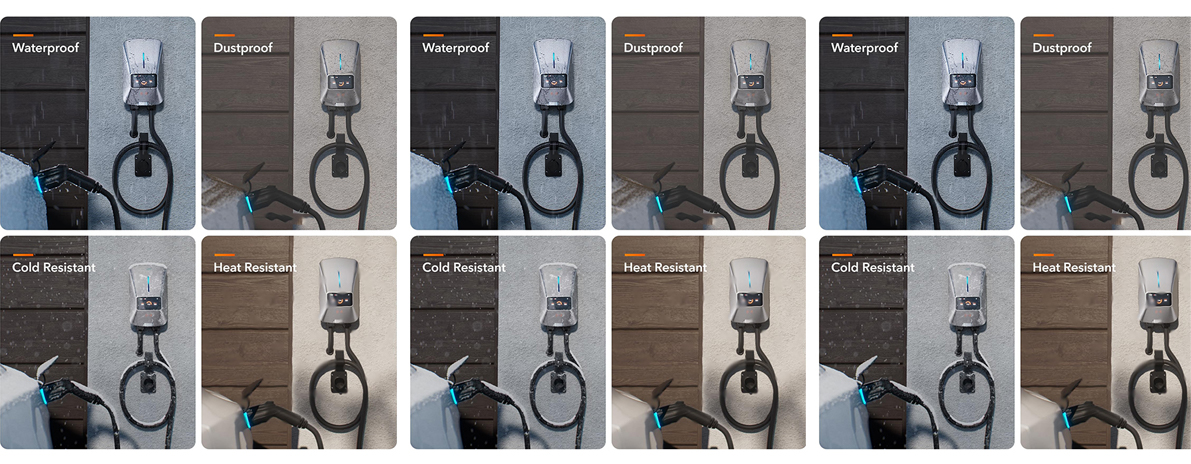 Waterproof
Dustproof
Waterproof
Dustproof
Waterproof
Dustproof
Cold Resistant
Heat Resistant
Cold Resistant
Heat Resistant
Cold Resistant
Heat Resistant